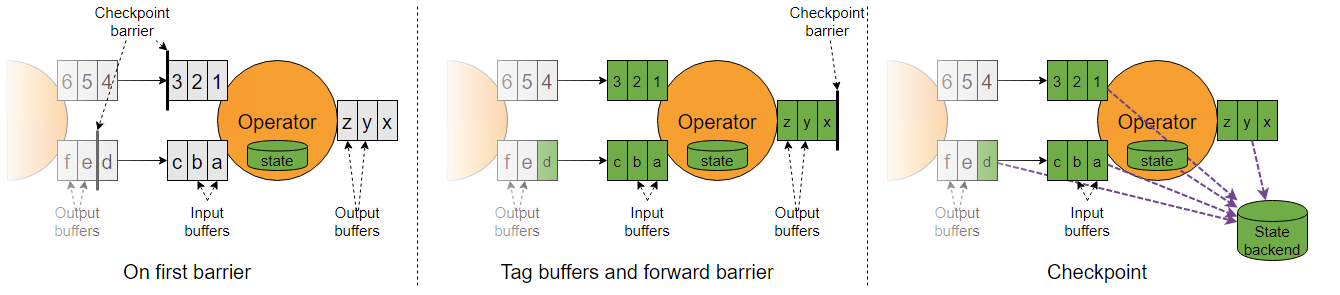 Checkpoint
barrier
6 5 4
3 2 1
Operator
state
z y x
f e d
c b a
Output
buffers
Input
buffers
Output
buffers
On first barrier
Checkpoint
barrier
6 5 4
3 2 1
Operator
state
z y x
f e d
c b a
Output
buffers
Input
buffers
Output
buffers
Tag buffers and forward barrier
6 5 4
3 2 1
Operator
state
z y x
f e d
c b a
Output
buffers
Input
buffers
State
backend
Checkpoint